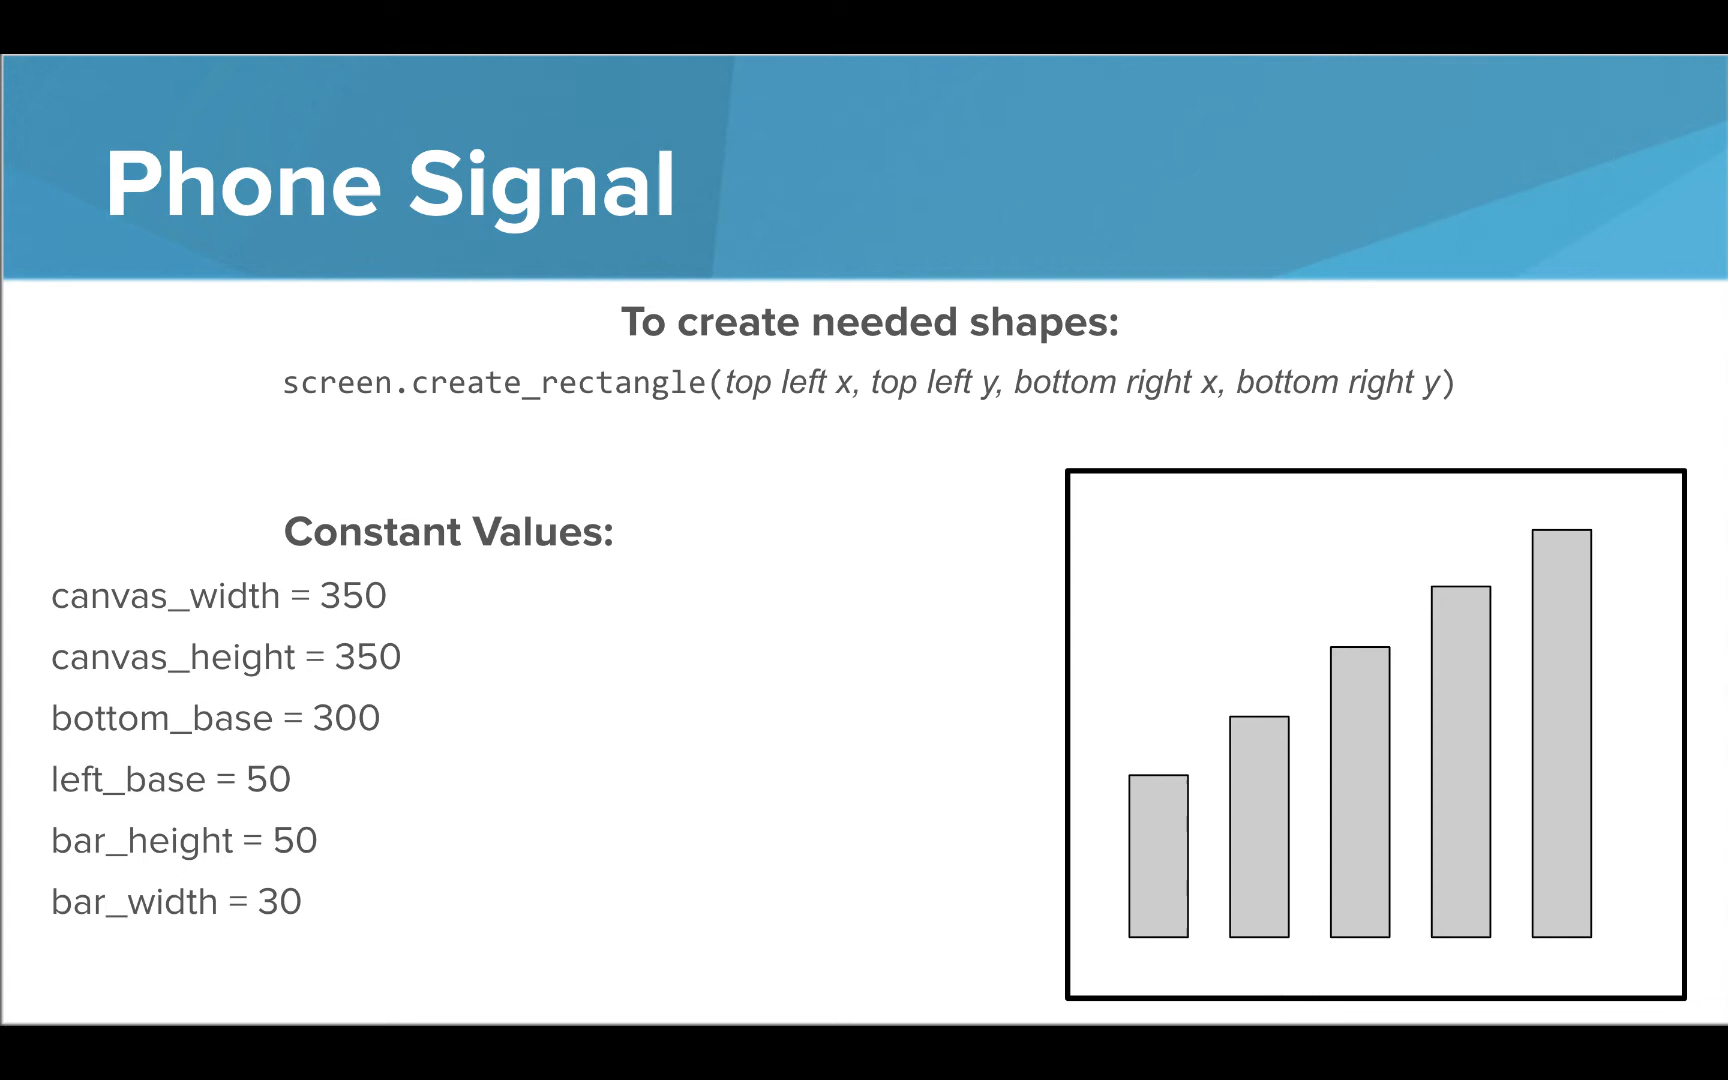 Phone Signal
To create needed shapes:
screen.create_rectangle(top left x, top left y, bottom right x, bottom right y)
Constant Values:
canvas_width = 350
canvas_height = 350
bottom_base = 300
left_base = 50
bar_height = 50
bar_width = 30